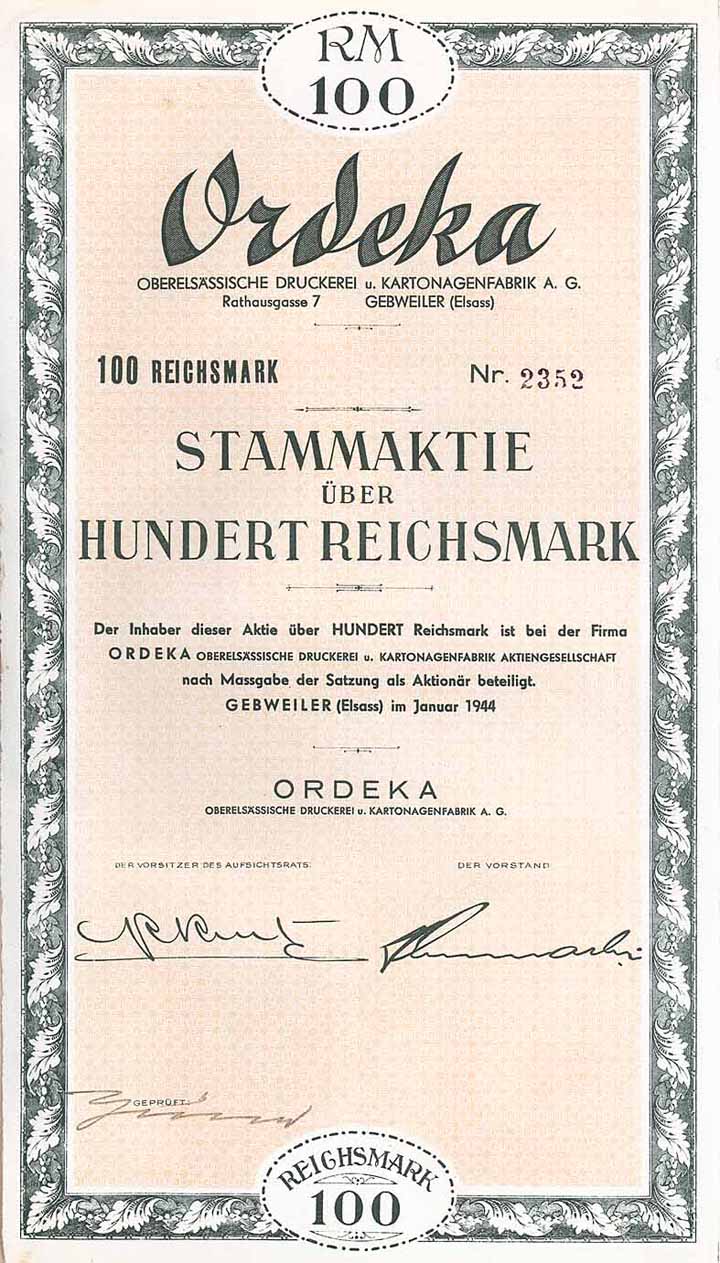 RM
100
Ordeka
OBERELSÄSSISCHE DRUCKEREI u. KARTONAGENFABRIK A. G.
Rathausgasse 7 GEBWEILER (Elsass)
100 REICHSMARK Nr. 2352
STAMMAKTIE
ÜBER
HUNDERT REICHSMARK
Der Inhaber dieser Aktie über HUNDERT Reichsmark ist bei der Firma
ORDEKA OBERELSÄSSISCHE DRUCKEREI u. KARTONAGENFABRIK AKTIENGESELLSCHAFT
nach Massgabe der Satzung als Aktionär beteiligt.
GEBWEILER (Elsass) im Januar 1944
ORDEKA
OBERELSÄSSISCHE DRUCKEREI u. KARTONAGENFABRIK A. G.
DER VORSITZER DES AUFSICHTSRATS: DER VORSTAND
GEPRÜFT:
REICHSMARK
100